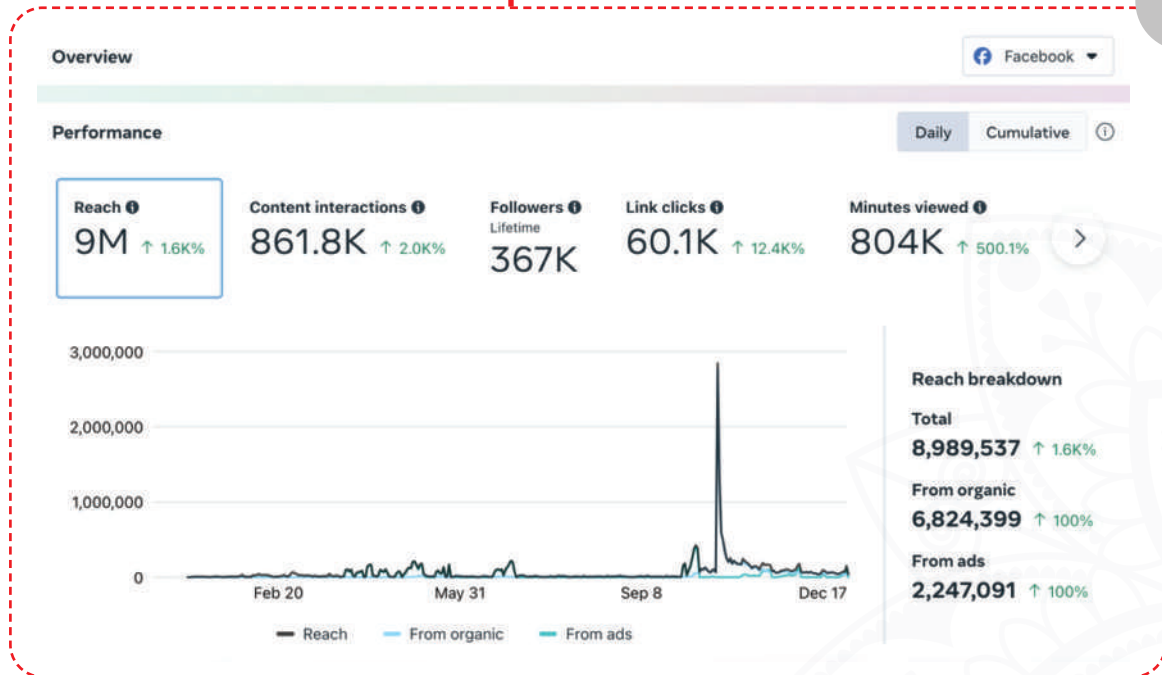 Overview
Facebook
Performance
Daily Cumulative
Reach Content interactions Followers Link clicks Minutes viewed
Lifetime
9M ↑ 1.6K% 861.8K ↑ 2.0K% 367K 60.1K ↑ 12.4K% 804K ↑ 500.1%
3,000,000
2,000,000
1,000,000
0
Feb 20 May 31 Sep 8 Dec 17
Reach From organic From ads
Reach breakdown
Total
8,989,537 ↑ 1.6K%
From organic
6,824,399 ↑ 100%
From ads
2,247,091 ↑ 100%